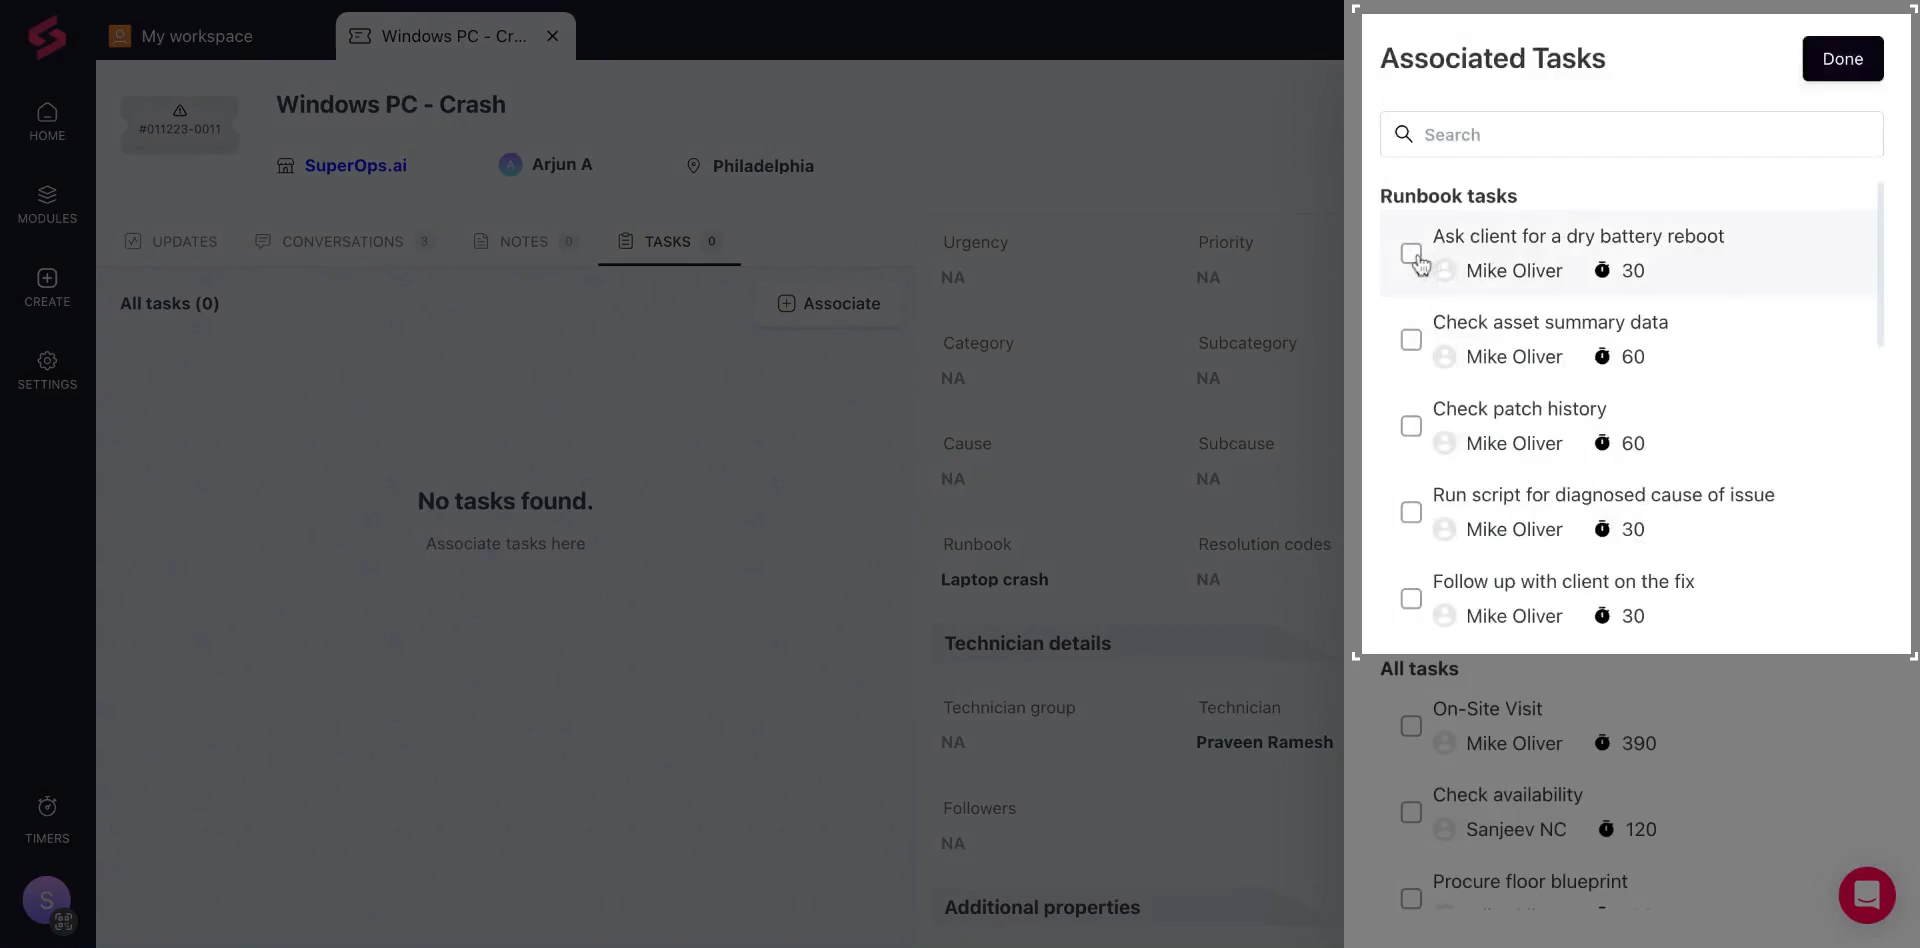 My workspace
Windows PC - Cr...
HOME
MODULES
CREATE
SETTINGS
TIMERS
S
#011223-0011
Windows PC - Crash
SuperOps.ai
A
Arjun A
Philadelphia
UPDATES
CONVERSATIONS 3
NOTES 0
TASKS 0
All tasks (0)
Associate
No tasks found.
Associate tasks here
Urgency
NA
Priority
NA
Category
NA
Subcategory
NA
Cause
NA
Subcause
NA
Runbook
Laptop crash
Resolution codes
NA
Technician details
Technician group
NA
Technician
Praveen Ramesh
Followers
NA
Additional properties
Associated Tasks
Done
Search
Runbook tasks
Ask client for a dry battery reboot
Mike Oliver 30
Check asset summary data
Mike Oliver 60
Check patch history
Mike Oliver 60
Run script for diagnosed cause of issue
Mike Oliver 30
Follow up with client on the fix
Mike Oliver 30
All tasks
On-Site Visit
Mike Oliver 390
Check availability
Sanjeev NC 120
Procure floor blueprint